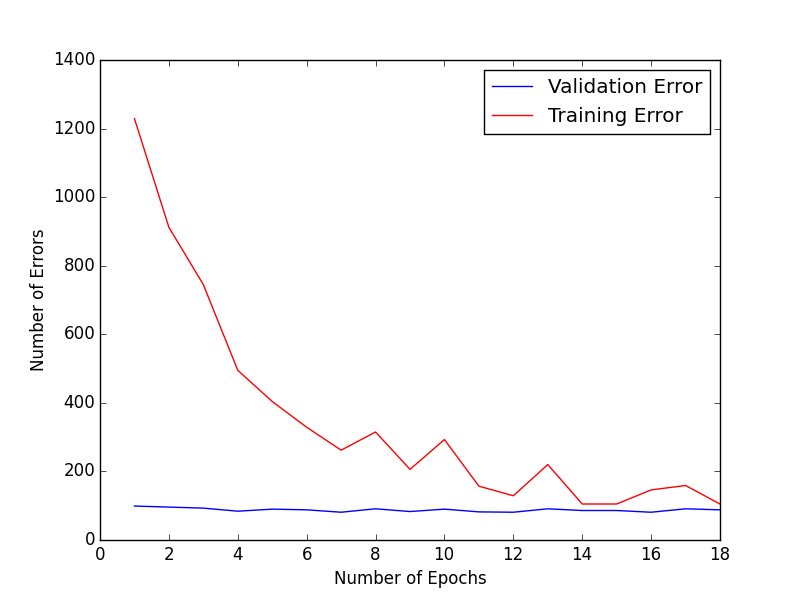 1400
1200
1000
800
600
400
200
0
Number of Errors
Validation Error
Training Error
0 2 4 6 8 10 12 14 16 18
Number of Epochs